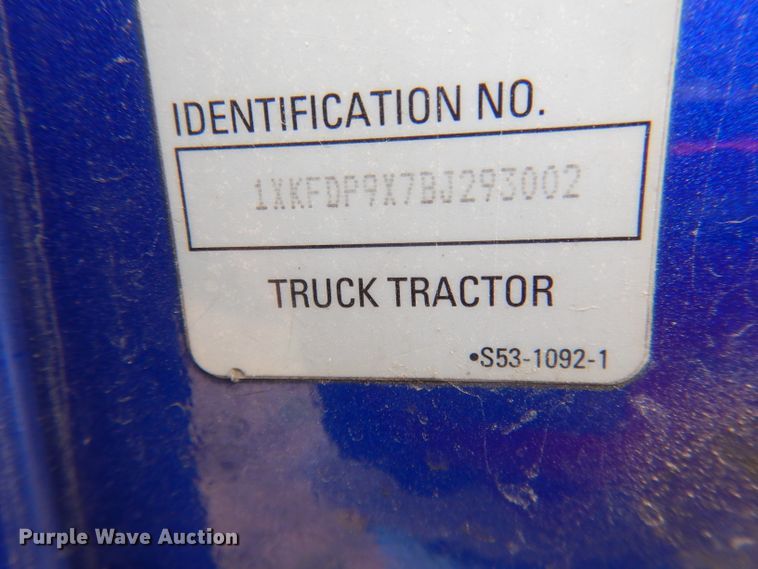 IDENTIFICATION NO.
1XKFDP9X7BJ293002
TRUCK TRACTOR
•S53-1092-1
Purple Wave Auction